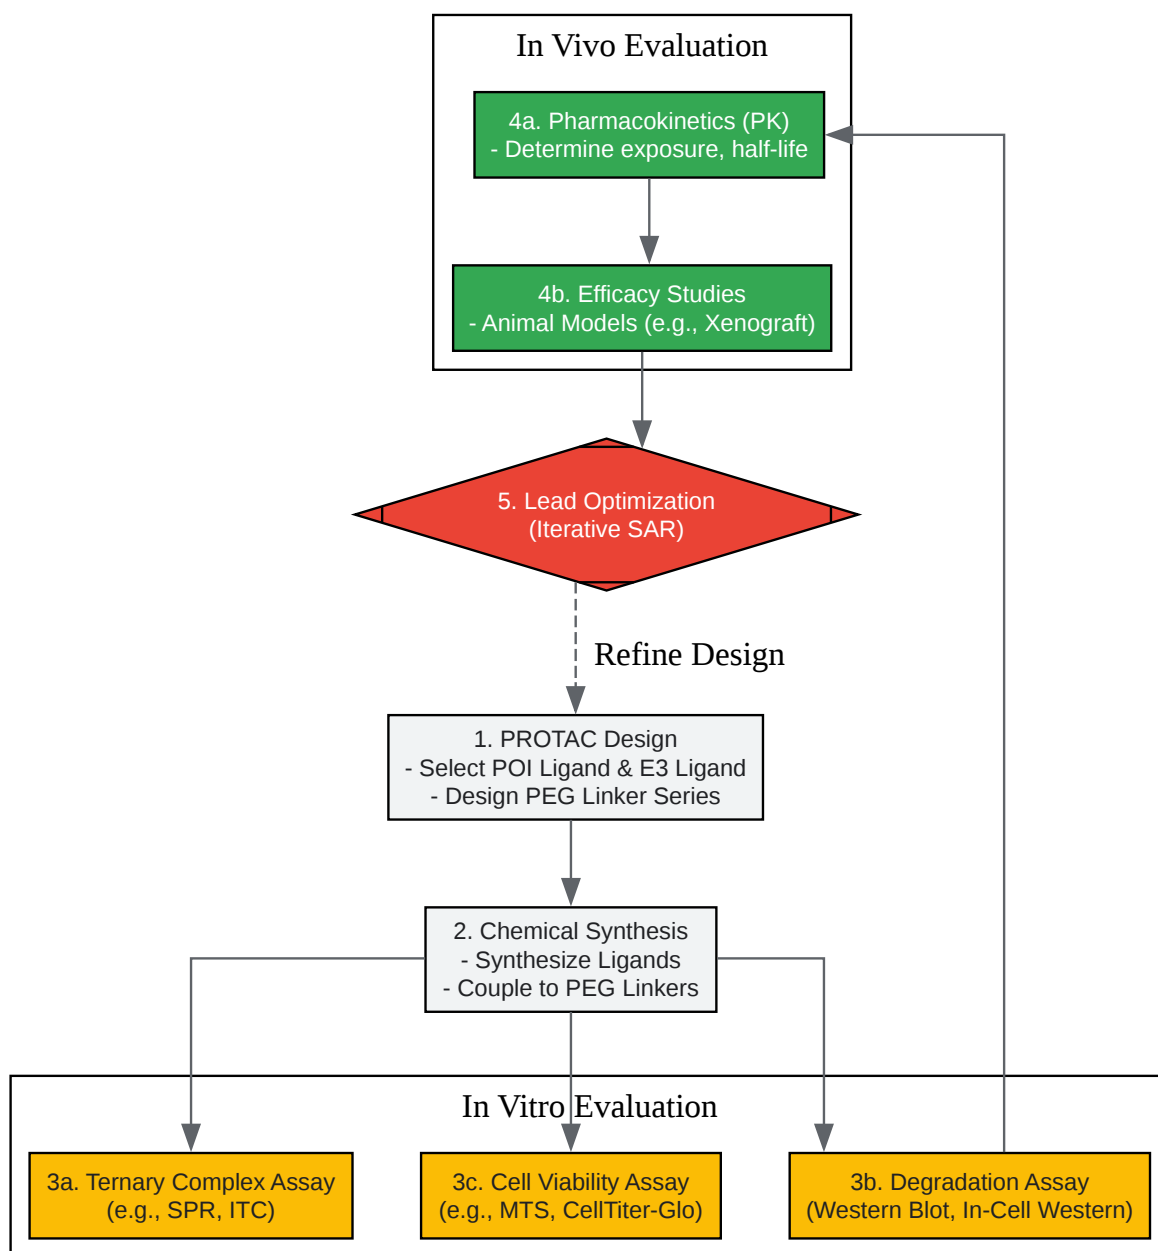 In Vivo Evaluation
4a. Pharmacokinetics (PK)
- Determine exposure, half-life
4b. Efficacy Studies
- Animal Models (e.g., Xenograft)
5. Lead Optimization
(Iterative SAR)
Refine Design
1. PROTAC Design
- Select POI Ligand & E3 Ligand
- Design PEG Linker Series
2. Chemical Synthesis
- Synthesize Ligands
- Couple to PEG Linkers
In Vitro Evaluation
3a. Ternary Complex Assay
(e.g., SPR, ITC)
3c. Cell Viability Assay
(e.g., MTS, CellTiter-Glo)
3b. Degradation Assay
(Western Blot, In-Cell Western)